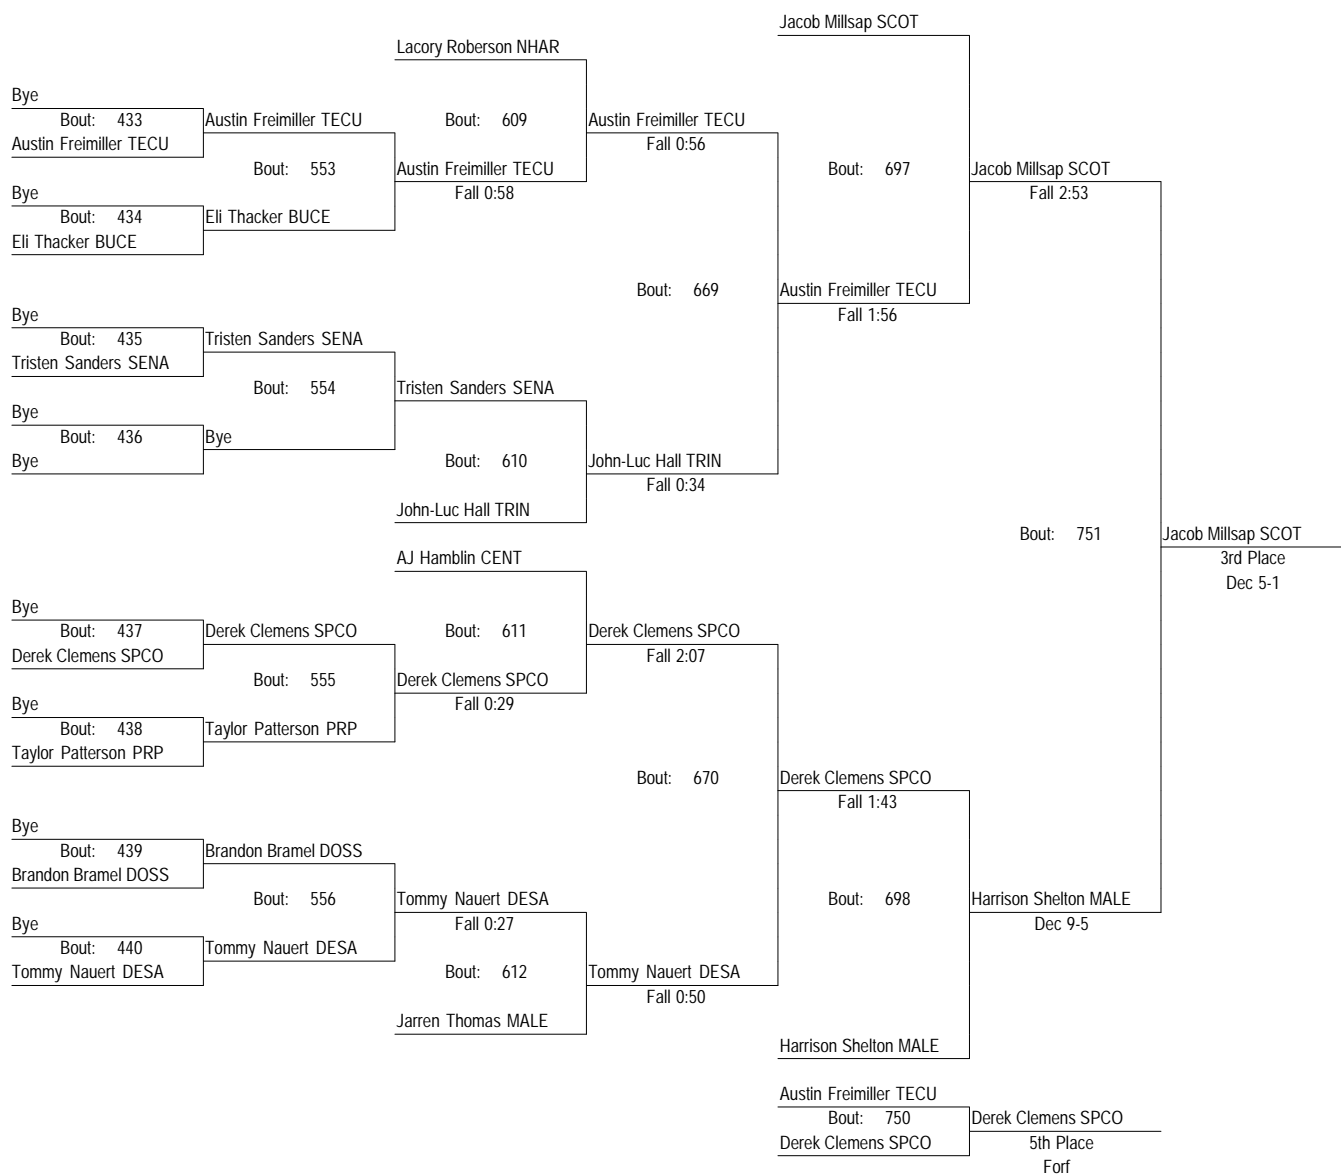 Jacob Millsap SCOT
Lacory Roberson NHAR
Bye
Bout: 433
Austin Freimiller TECU
Austin Freimiller TECU
Bout: 609
Austin Freimiller TECU
Fall 0:56
Bout: 553
Austin Freimiller TECU
Fall 0:58
Bout: 697
Jacob Millsap SCOT
Fall 2:53
Bye
Bout: 434
Eli Thacker BUCE
Eli Thacker BUCE
Bout: 669
Austin Freimiller TECU
Fall 1:56
Bye
Bout: 435
Tristen Sanders SENA
Tristen Sanders SENA
Bout: 554
Tristen Sanders SENA
Bye
Bout: 436
Bye
Bye
Bout: 610
John-Luc Hall TRIN
Fall 0:34
John-Luc Hall TRIN
Bout: 751
Jacob Millsap SCOT
3rd Place
Dec 5-1
AJ Hamblin CENT
Bye
Bout: 437
Derek Clemens SPCO
Derek Clemens SPCO
Bout: 611
Derek Clemens SPCO
Fall 2:07
Bout: 555
Derek Clemens SPCO
Fall 0:29
Bye
Bout: 438
Taylor Patterson PRP
Taylor Patterson PRP
Bout: 670
Derek Clemens SPCO
Fall 1:43
Bye
Bout: 439
Brandon Bramel DOSS
Brandon Bramel DOSS
Bout: 556
Tommy Nauert DESA
Fall 0:27
Bout: 698
Harrison Shelton MALE
Dec 9-5
Bye
Bout: 440
Tommy Nauert DESA
Tommy Nauert DESA
Bout: 612
Tommy Nauert DESA
Fall 0:50
Jarren Thomas MALE
Harrison Shelton MALE
Austin Freimiller TECU
Bout: 750
Derek Clemens SPCO
Derek Clemens SPCO
5th Place
Forf